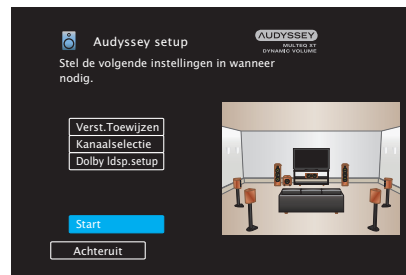 Audyssey setup
AUDYSSEY
MULTEQ XT
DYNAMIC VOLUME
Stel de volgende instellingen in wanneer
nodig.
Verst.Toewijzen
Kanaalselectie
Dolby ldsp.setup
Start
Achteruit